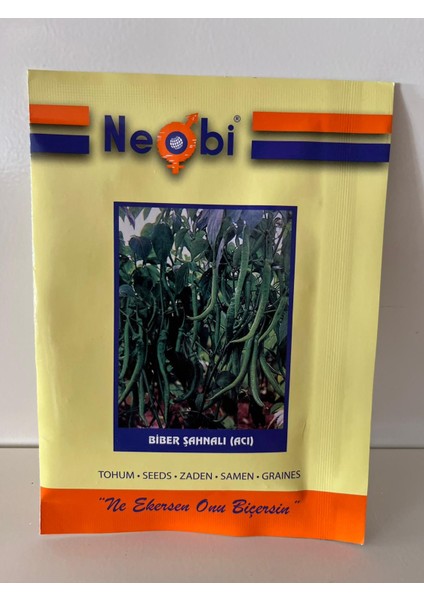 Neobi®
BİBER ŞAHNALI (ACI)
TOHUM • SEEDS • ZADEN • SAMEN • GRAINES
"Ne Ekersen Onu Biçersin"